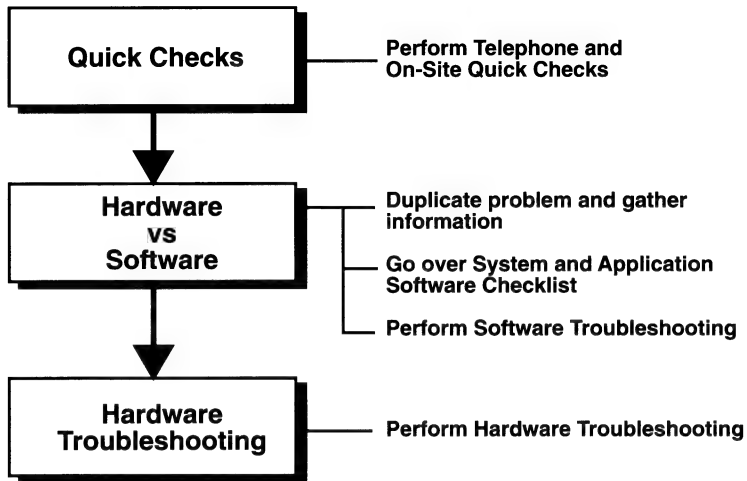 Quick Checks
Perform Telephone and
On-Site Quick Checks
Hardware
vs
Software
Duplicate problem and gather
information
Go over System and Application
Software Checklist
Perform Software Troubleshooting
Hardware
Troubleshooting
Perform Hardware Troubleshooting